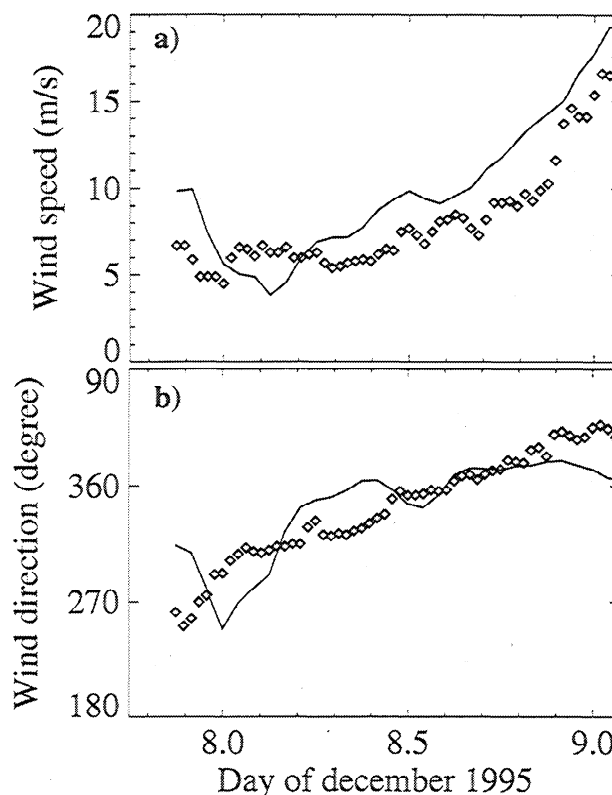 a)
Wind speed (m/s)
20
15
10
5
0
b)
Wind direction (degree)
90
360
270
180
8.0 8.5 9.0
Day of december 1995